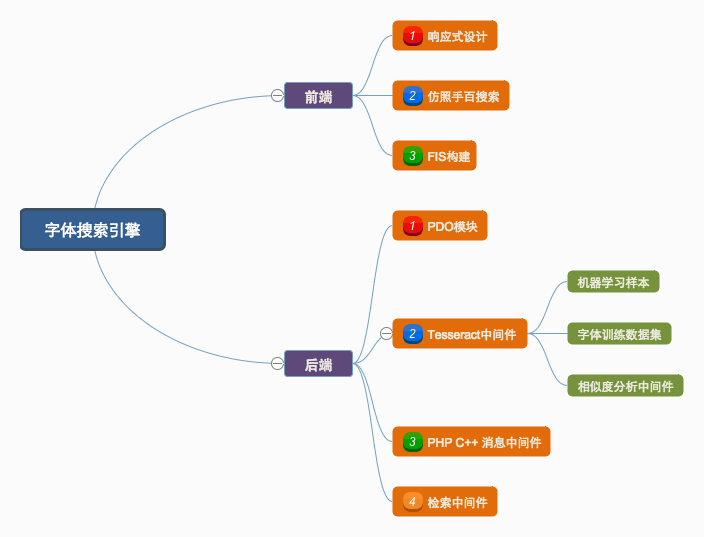 字体搜索引擎
前端
1 响应式设计
2 仿照手百搜索
3 FIS构建
后端
1 PDO模块
2 Tesseract中间件
机器学习样本
字体训练数据集
相似度分析中间件
3 PHP C++ 消息中间件
4 检索中间件